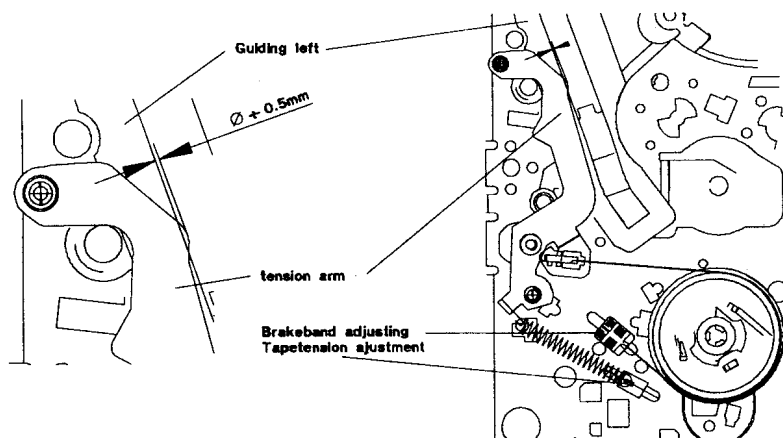 Guiding left
Ø + 0.5mm
tension arm
Brakeband adjusting
Tapetension ajustment